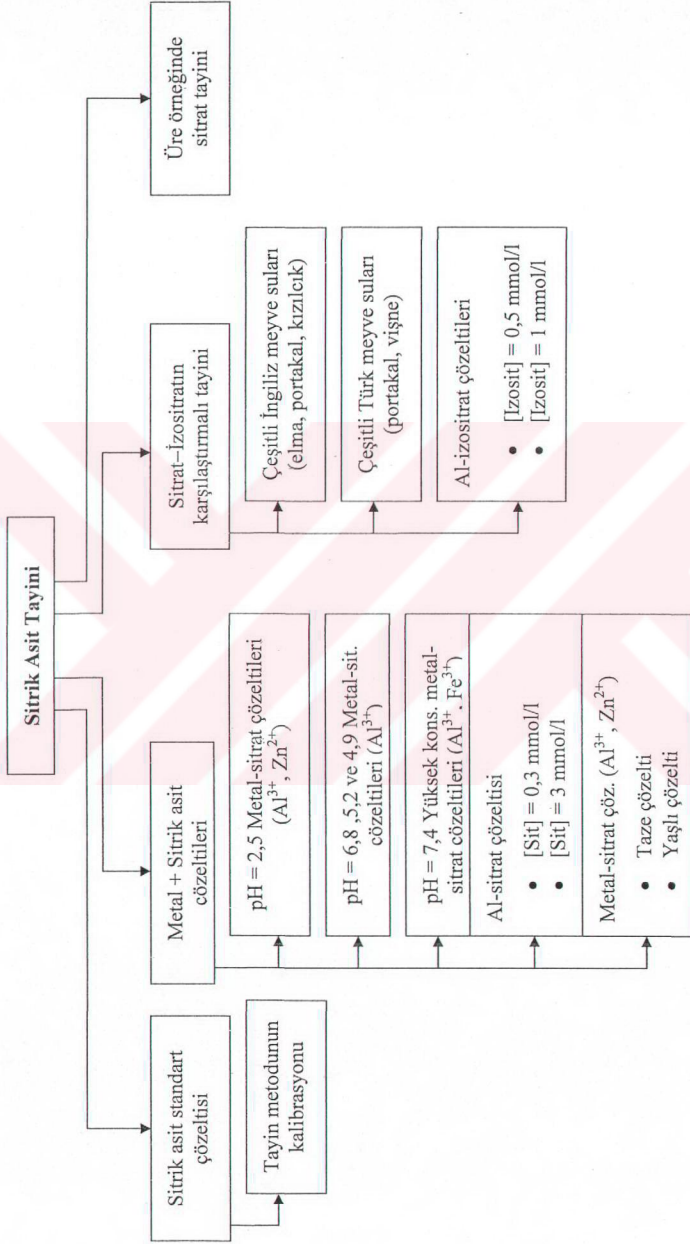 Sitrik Asit Tayini
Sitrik asit standart
çözeltisi
Tayin metodunun
kalibrasyonu
Metal + Sitrik asit
cözeltileri
pH = 2,5 Metal-sitrat çözeltileri
(Al³⁺, Zn²⁺)
pH = 6,8 ,5,2 ve 4,9 Metal-sit.
çözeltileri (Al³⁺)
pH = 7,4 Yüksek kons. metal-
sitrat cözeltileri (Al³⁺. Fe³⁺)
Al-sitrat çözeltisi
• [Sit] = 0,3 mmol/l
• [Sit] = 3 mmol/l
Metal-sitrat çöz. (Al³⁺, Zn²⁺)
• Taze çözelti
• Yaşlı çözelti
Sitrat–İzositratın
karşılaştırmalı tayini
Çeşitli İngiliz meyve suları
(elma, portakal, kızılcık)
Çeşitli Türk meyve suları
(portakal, vişne)
Al-izositrat çözeltileri
• [Izosit] = 0,5 mmol/l
• [Izosit] = 1 mmol/l
Üre örneğinde
sitrat tayini